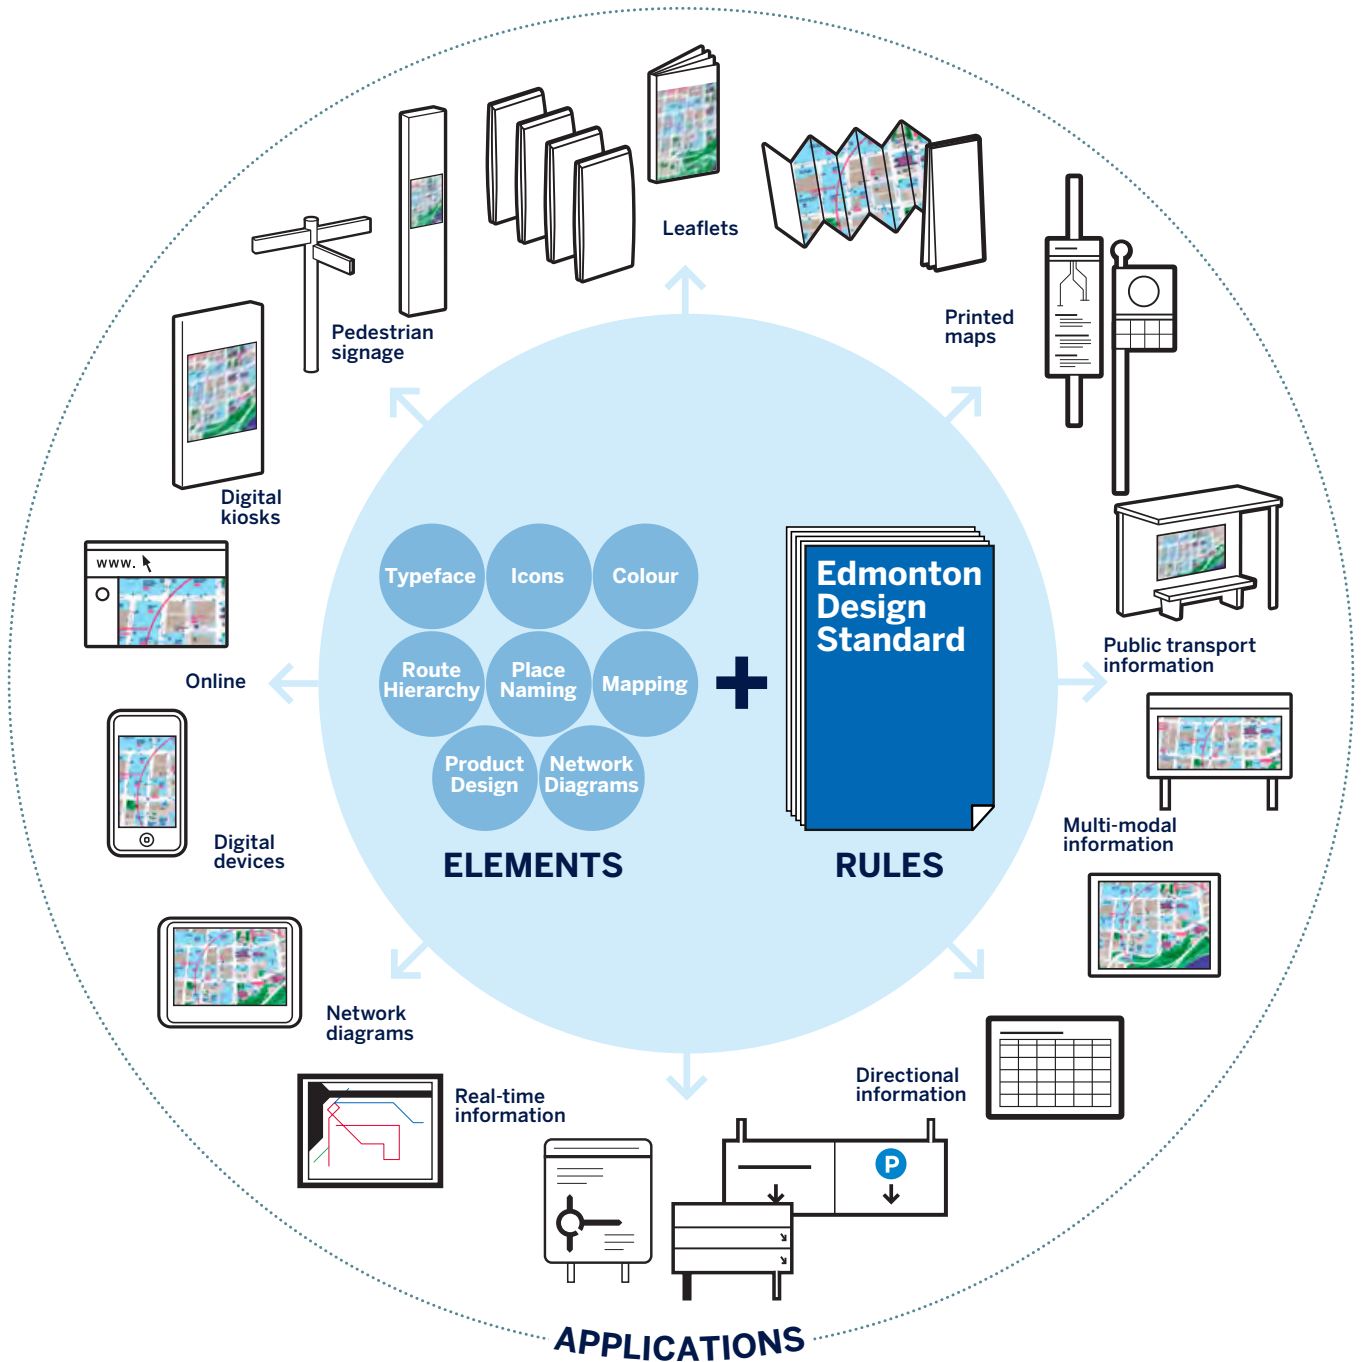 Leaflets
Pedestrian
signage
Printed
maps
Digital
kiosks
www.
Typeface
Icons
Colour
Edmonton
Design
Standard
Public transport
information
Route
Hierarchy
Place
Naming
Mapping
Online
Product
Design
Network
Diagrams
Digital
devices
Multi-modal
information
ELEMENTS
RULES
Network
diagrams
Real-time
information
Directional
information
P
APPLICATIONS